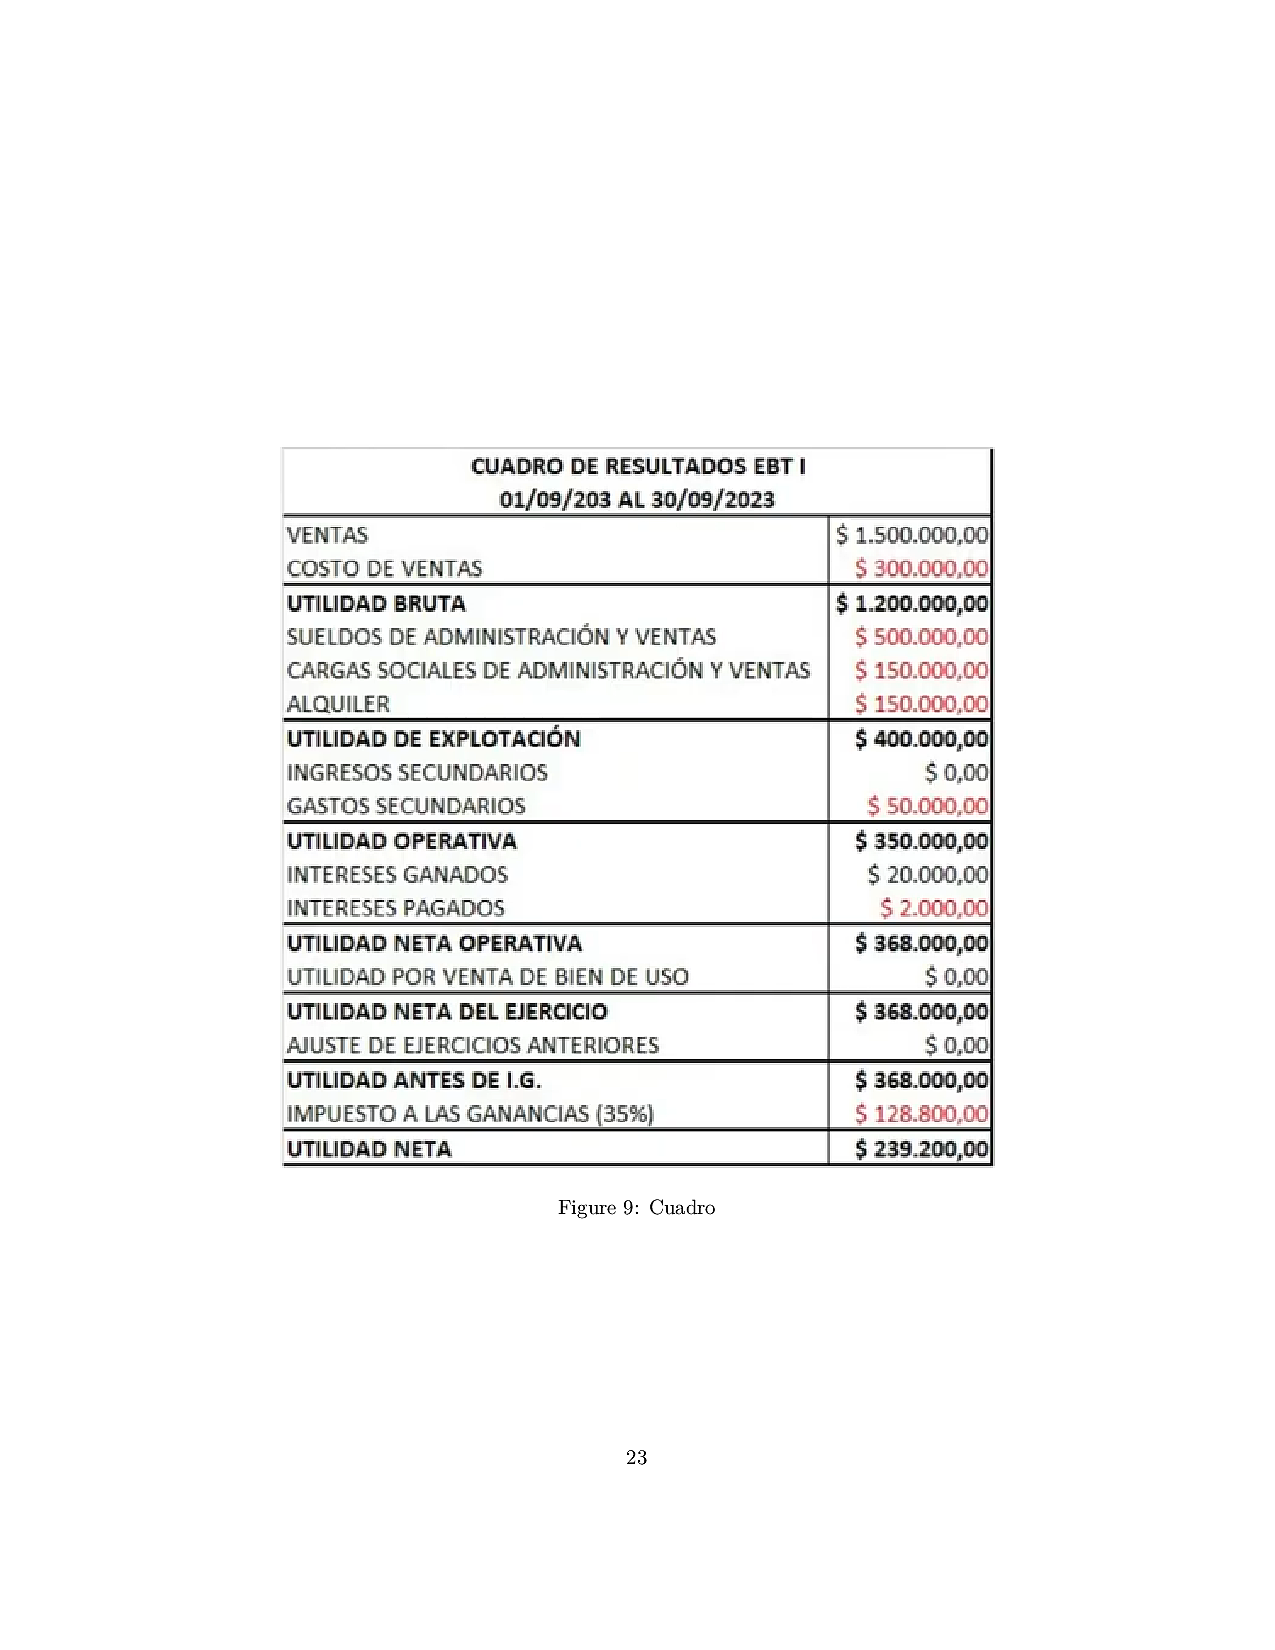 CUADRO DE RESULTADOS EBT I
01/09/203 AL 30/09/2023
VENTAS $ 1.500.000,00
COSTO DE VENTAS $ 300.000,00
UTILIDAD BRUTA $ 1.200.000,00
SUELDOS DE ADMINISTRACIÓN Y VENTAS $ 500.000,00
CARGAS SOCIALES DE ADMINISTRACIÓN Y VENTAS $ 150.000,00
ALQUILER $ 150.000,00
UTILIDAD DE EXPLOTACIÓN $ 400.000,00
INGRESOS SECUNDARIOS $ 0,00
GASTOS SECUNDARIOS $ 50.000,00
UTILIDAD OPERATIVA $ 350.000,00
INTERESES GANADOS $ 20.000,00
INTERESES PAGADOS $ 2.000,00
UTILIDAD NETA OPERATIVA $ 368.000,00
UTILIDAD POR VENTA DE BIEN DE USO $ 0,00
UTILIDAD NETA DEL EJERCICIO $ 368.000,00
AJUSTE DE EJERCICIOS ANTERIORES $ 0,00
UTILIDAD ANTES DE I.G. $ 368.000,00
IMPUESTO A LAS GANANCIAS (35%) $ 128.800,00
UTILIDAD NETA $ 239.200,00
Figure 9: Cuadro
23